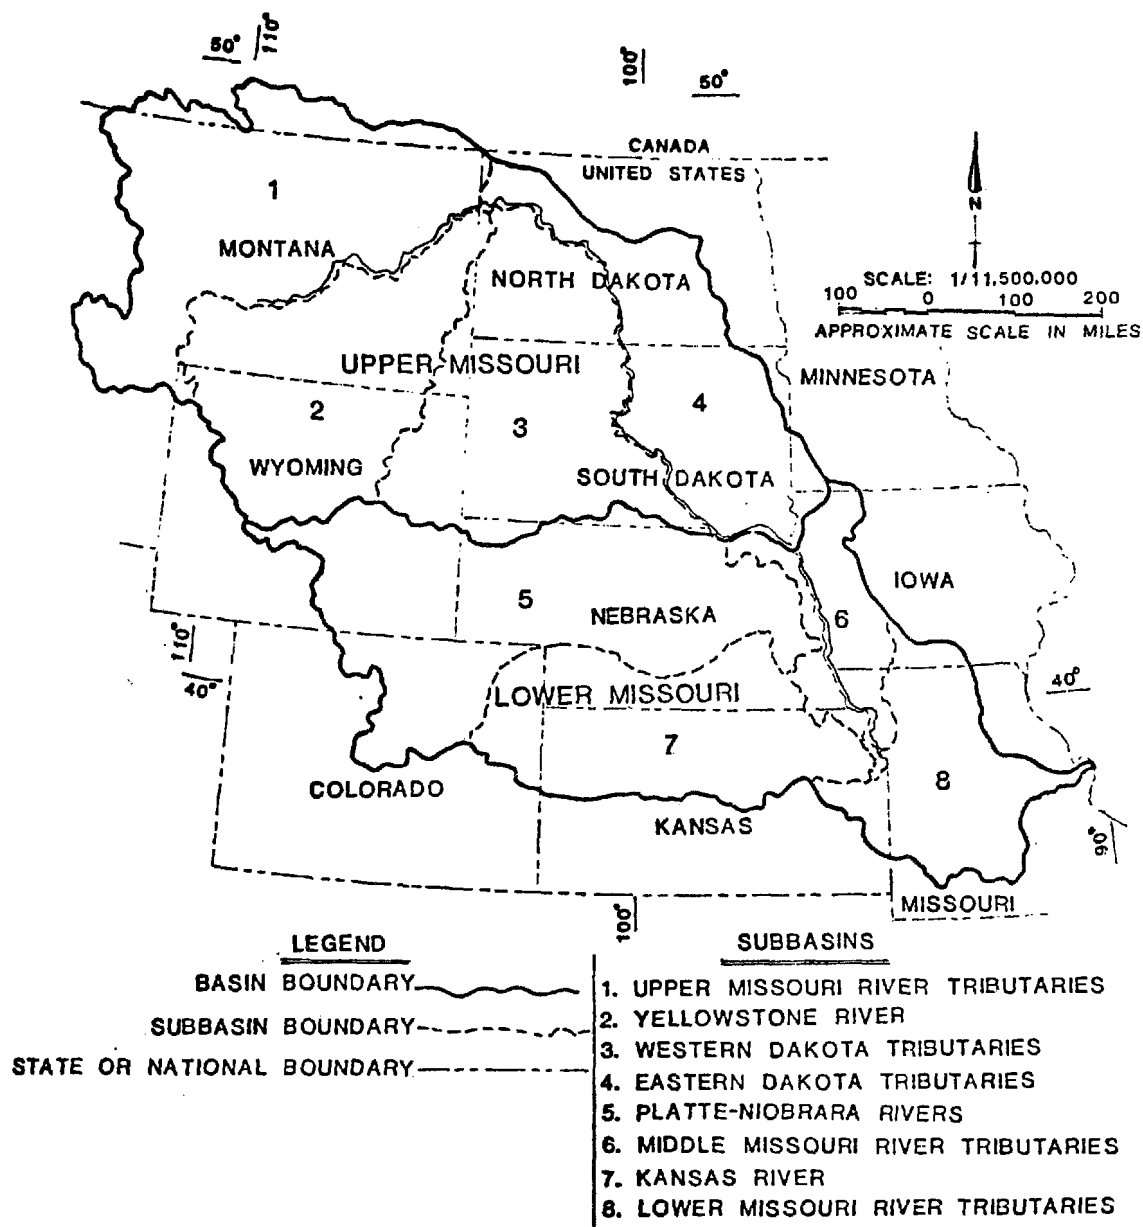 50° 110°
100° 50°
CANADA
UNITED STATES
1
N
MONTANA
NORTH DAKOTA
SCALE: 1/11,500,000
100 0 100 200
APPROXIMATE SCALE IN MILES
UPPER MISSOURI
MINNESOTA
2
3
4
WYOMING
SOUTH DAKOTA
IOWA
5
NEBRASKA
6
110°
40°
40°
LOWER MISSOURI
7
8
COLORADO
KANSAS
90°
MISSOURI
100°
LEGEND
BASIN BOUNDARY
SUBBASIN BOUNDARY
STATE OR NATIONAL BOUNDARY
SUBBASINS
1. UPPER MISSOURI RIVER TRIBUTARIES
2. YELLOWSTONE RIVER
3. WESTERN DAKOTA TRIBUTARIES
4. EASTERN DAKOTA TRIBUTARIES
5. PLATTE-NIOBRARA RIVERS
6. MIDDLE MISSOURI RIVER TRIBUTARIES
7. KANSAS RIVER
8. LOWER MISSOURI RIVER TRIBUTARIES